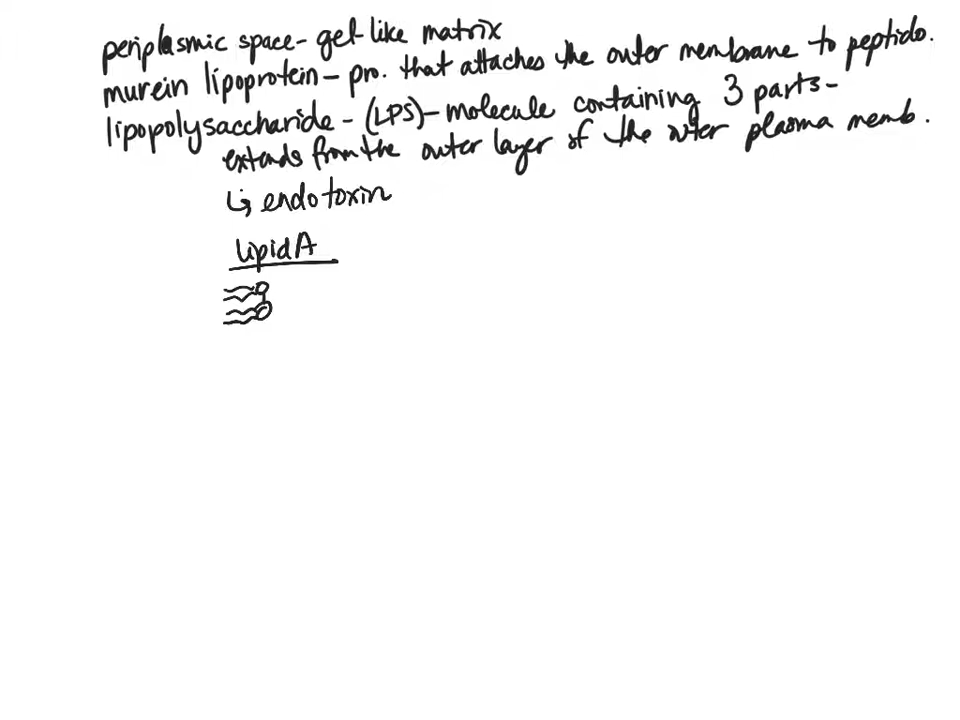 periplasmic space - gel-like matrix
murein lipoprotein - pro. that attaches the outer membrane to peptido.
lipopolysaccharide - (LPS) - molecule containing 3 parts -
extends from the outer layer of the outer plasma memb.
↳ endotoxin
lipid A